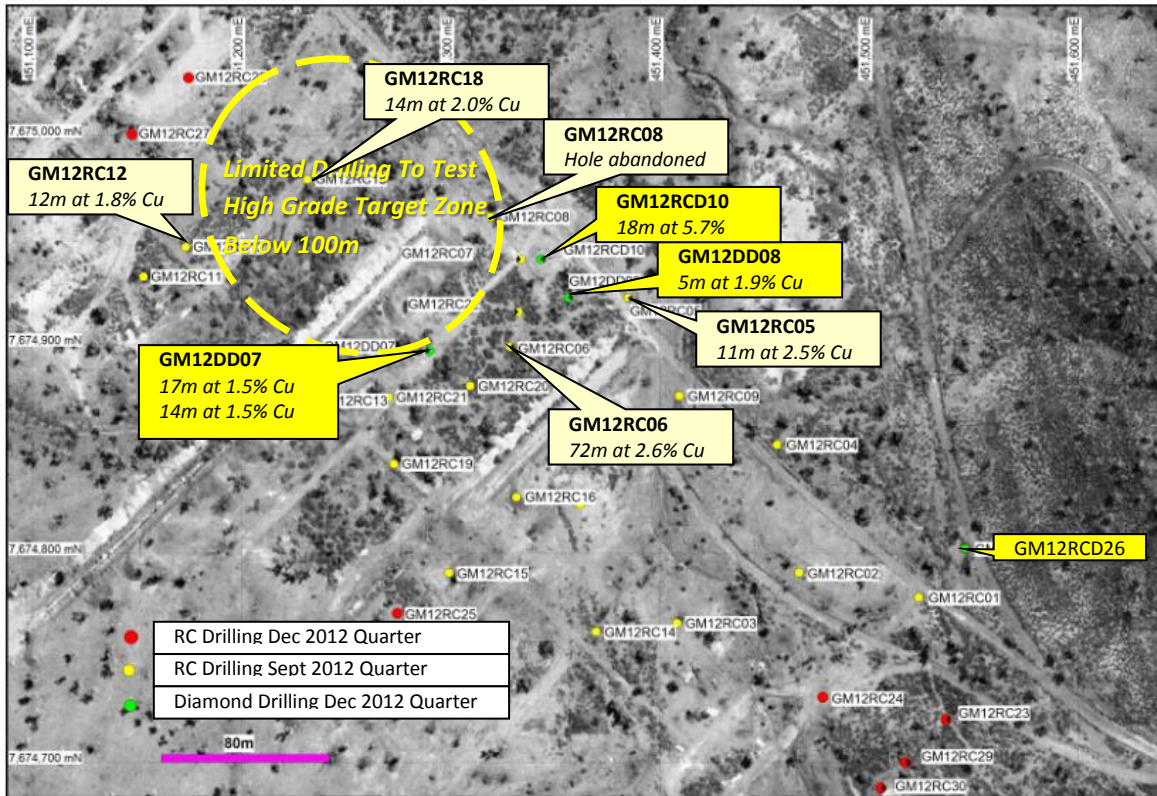 451,100 mE
451,200 mE
451,300 mE
451,400 mE
451,500 mE
451,600 mE
GM12RC18
14m at 2.0% Cu
7,675,000 mN
GM12RC27
GM12RC08
Hole abandoned
GM12RC12
12m at 1.8% Cu
Limited Drilling To Test
High Grade Target Zone
Below 100m
GM12RC08
GM12RCD10
18m at 5.7%
GM12RC07
GM12RCD10
GM12RC11
GM12DD08
5m at 1.9% Cu
GM12RC05
11m at 2.5% Cu
7,674,900 mN
GM12DD07
GM12RC06
GM12DD07
17m at 1.5% Cu
14m at 1.5% Cu
GM12RC20
GM12RC21
GM12RC09
GM12RC06
72m at 2.6% Cu
GM12RC04
GM12RC19
GM12RC16
7,674,800 mN
GM12RCD26
GM12RC15
GM12RC02
GM12RC01
GM12RC25
GM12RC14
GM12RC03
RC Drilling Dec 2012 Quarter
RC Drilling Sept 2012 Quarter
Diamond Drilling Dec 2012 Quarter
GM12RC24
GM12RC23
80m
7,674,700 mN
GM12RC29
GM12RC30